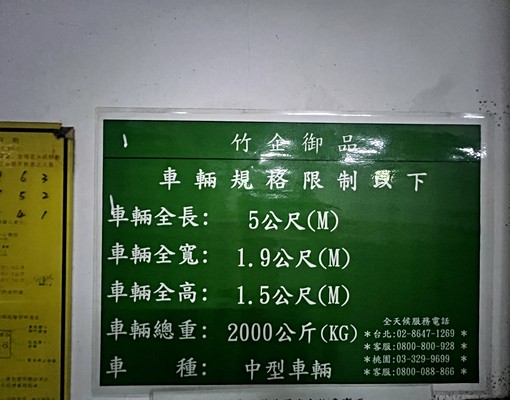 竹企御品
車輛規格限制以下
車輛全長: 5公尺(M)
車輛全寬: 1.9公尺(M)
車輛全高: 1.5公尺(M)
車輛總重: 2000公斤(KG)
車　　種: 中型車輛
全天候服務電話
*台北:02-8647-1269*
*客服:0800-800-928*
*桃園:03-329-9699*
*客服:0800-088-866*